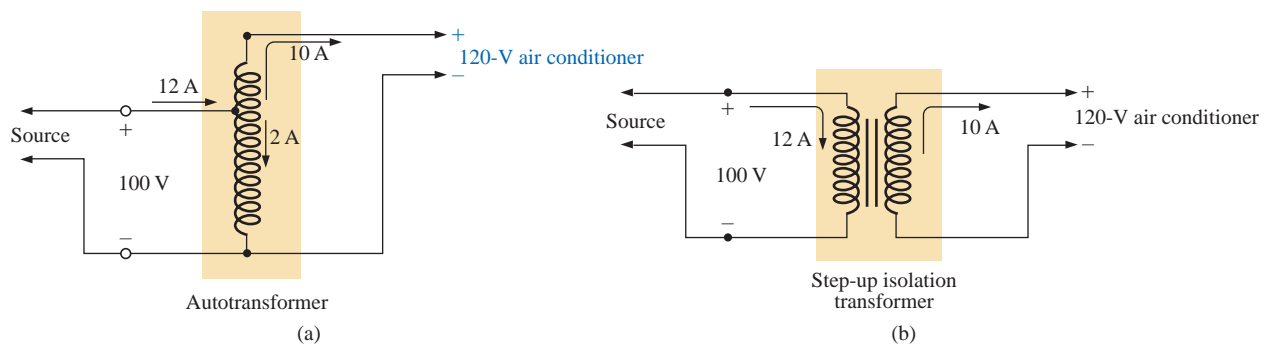 10 A
+
120-V air conditioner
−
12 A
Source
+
2 A
100 V
−
Autotransformer
(a)
+
Source
12 A
10 A
+
120-V air conditioner
−
100 V
−
Step-up isolation
transformer
(b)